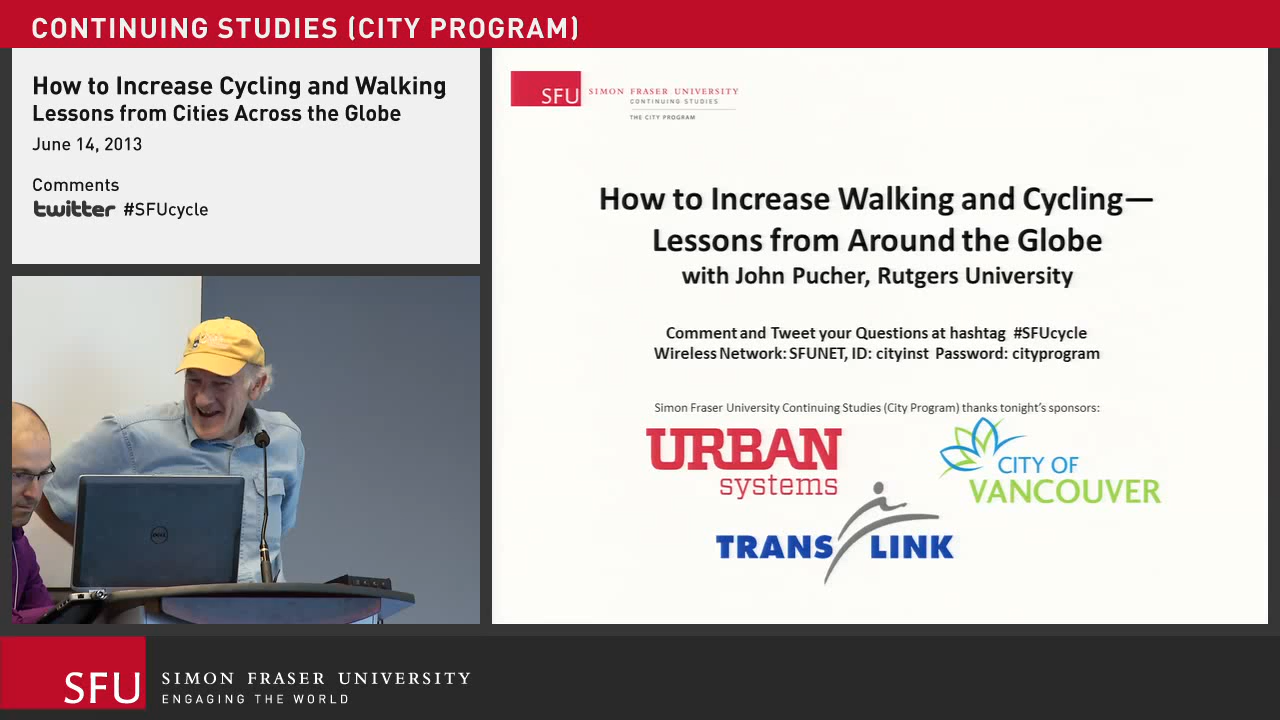 CONTINUING STUDIES (CITY PROGRAM)
How to Increase Cycling and Walking
Lessons from Cities Across the Globe
June 14, 2013
Comments
twitter #SFUcycle
SFU SIMON FRASER UNIVERSITY
CONTINUING STUDIES
THE CITY PROGRAM
How to Increase Walking and Cycling—
Lessons from Around the Globe
with John Pucher, Rutgers University
Comment and Tweet your Questions at hashtag #SFUcycle
Wireless Network: SFUNET, ID: cityinst Password: cityprogram
Simon Fraser University Continuing Studies (City Program) thanks tonight's sponsors:
URBAN
systems
CITY OF
VANCOUVER
TRANS LINK
DELL
SFU SIMON FRASER UNIVERSITY
ENGAGING THE WORLD